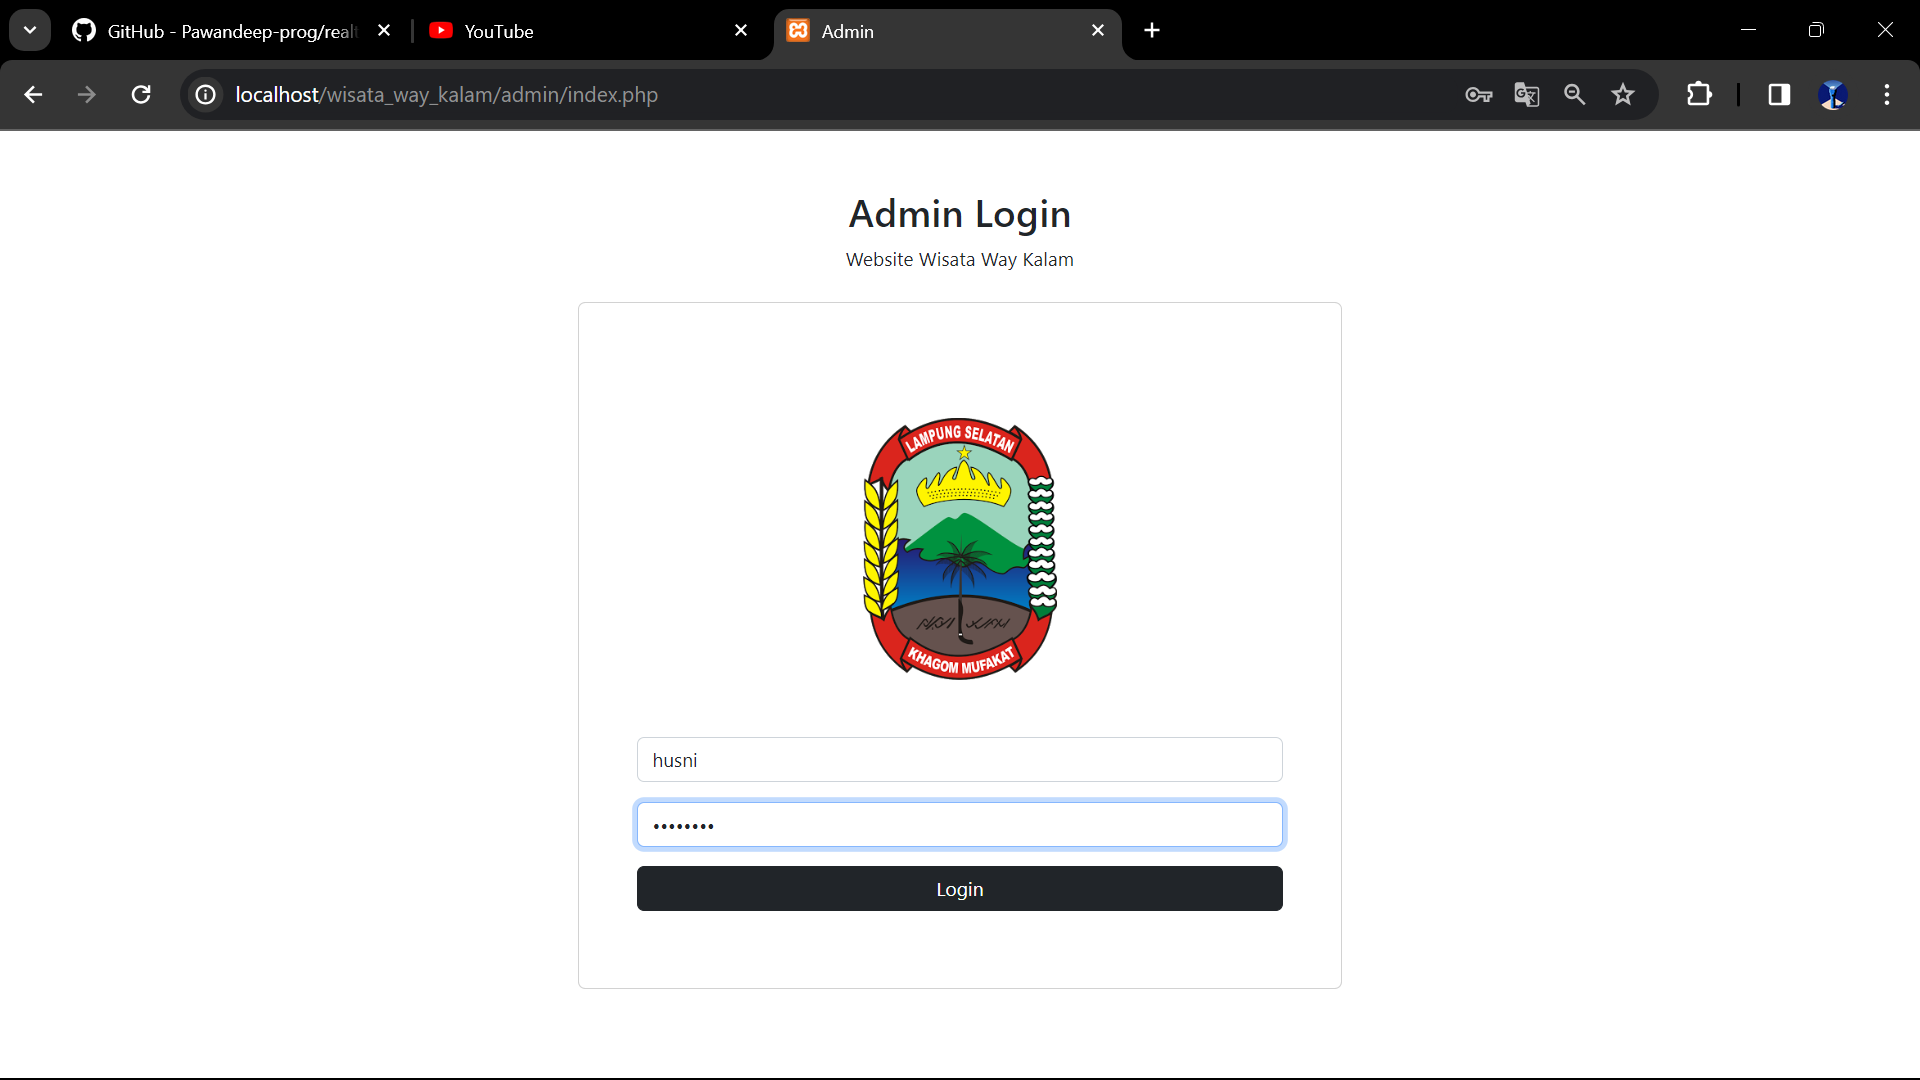 GitHub - Pawandeep-prog/realt
YouTube
Admin
localhost/wisata_way_kalam/admin/index.php
Admin Login
Website Wisata Way Kalam
LAMPUNG SELATAN
KHAGOM MUFAKAT
husni
••••••••
Login